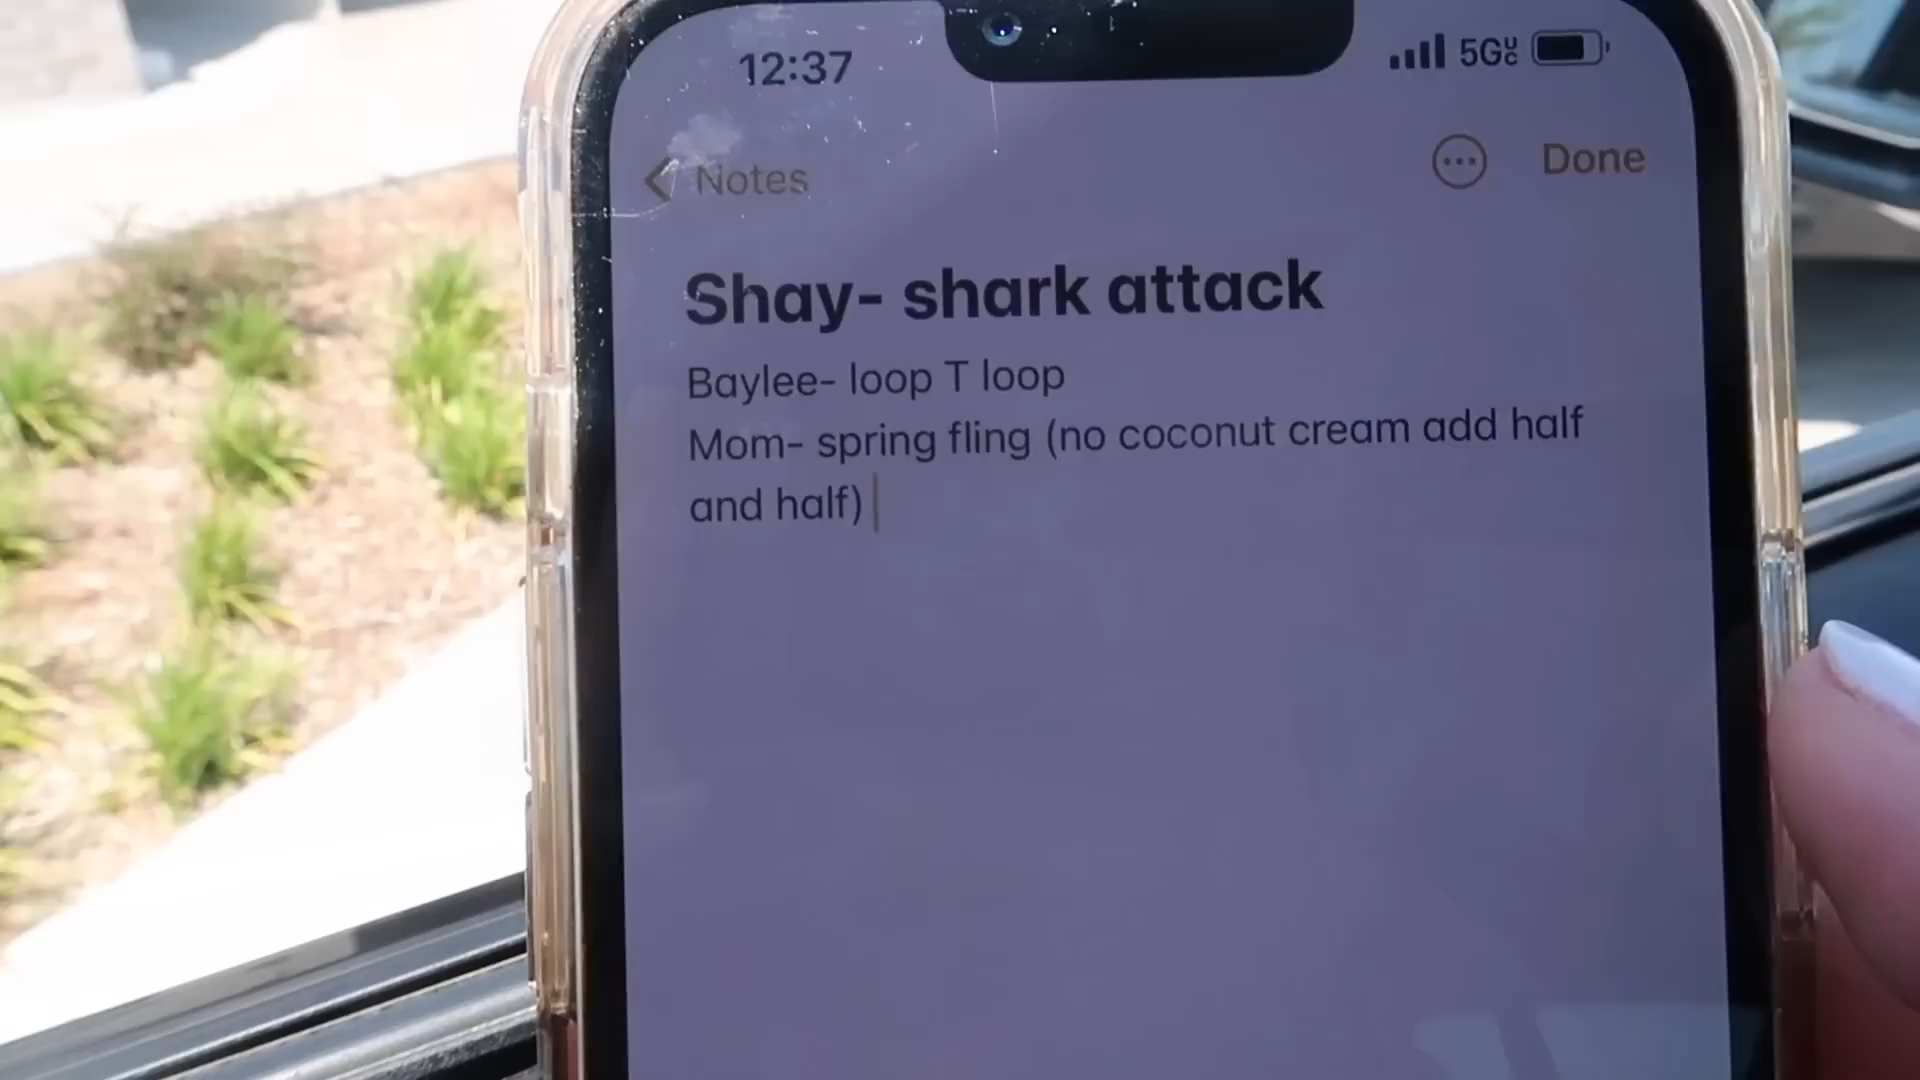 12:37 5G
Notes Done
Shay- shark attack
Baylee- loop T loop
Mom- spring fling (no coconut cream add half
and half)